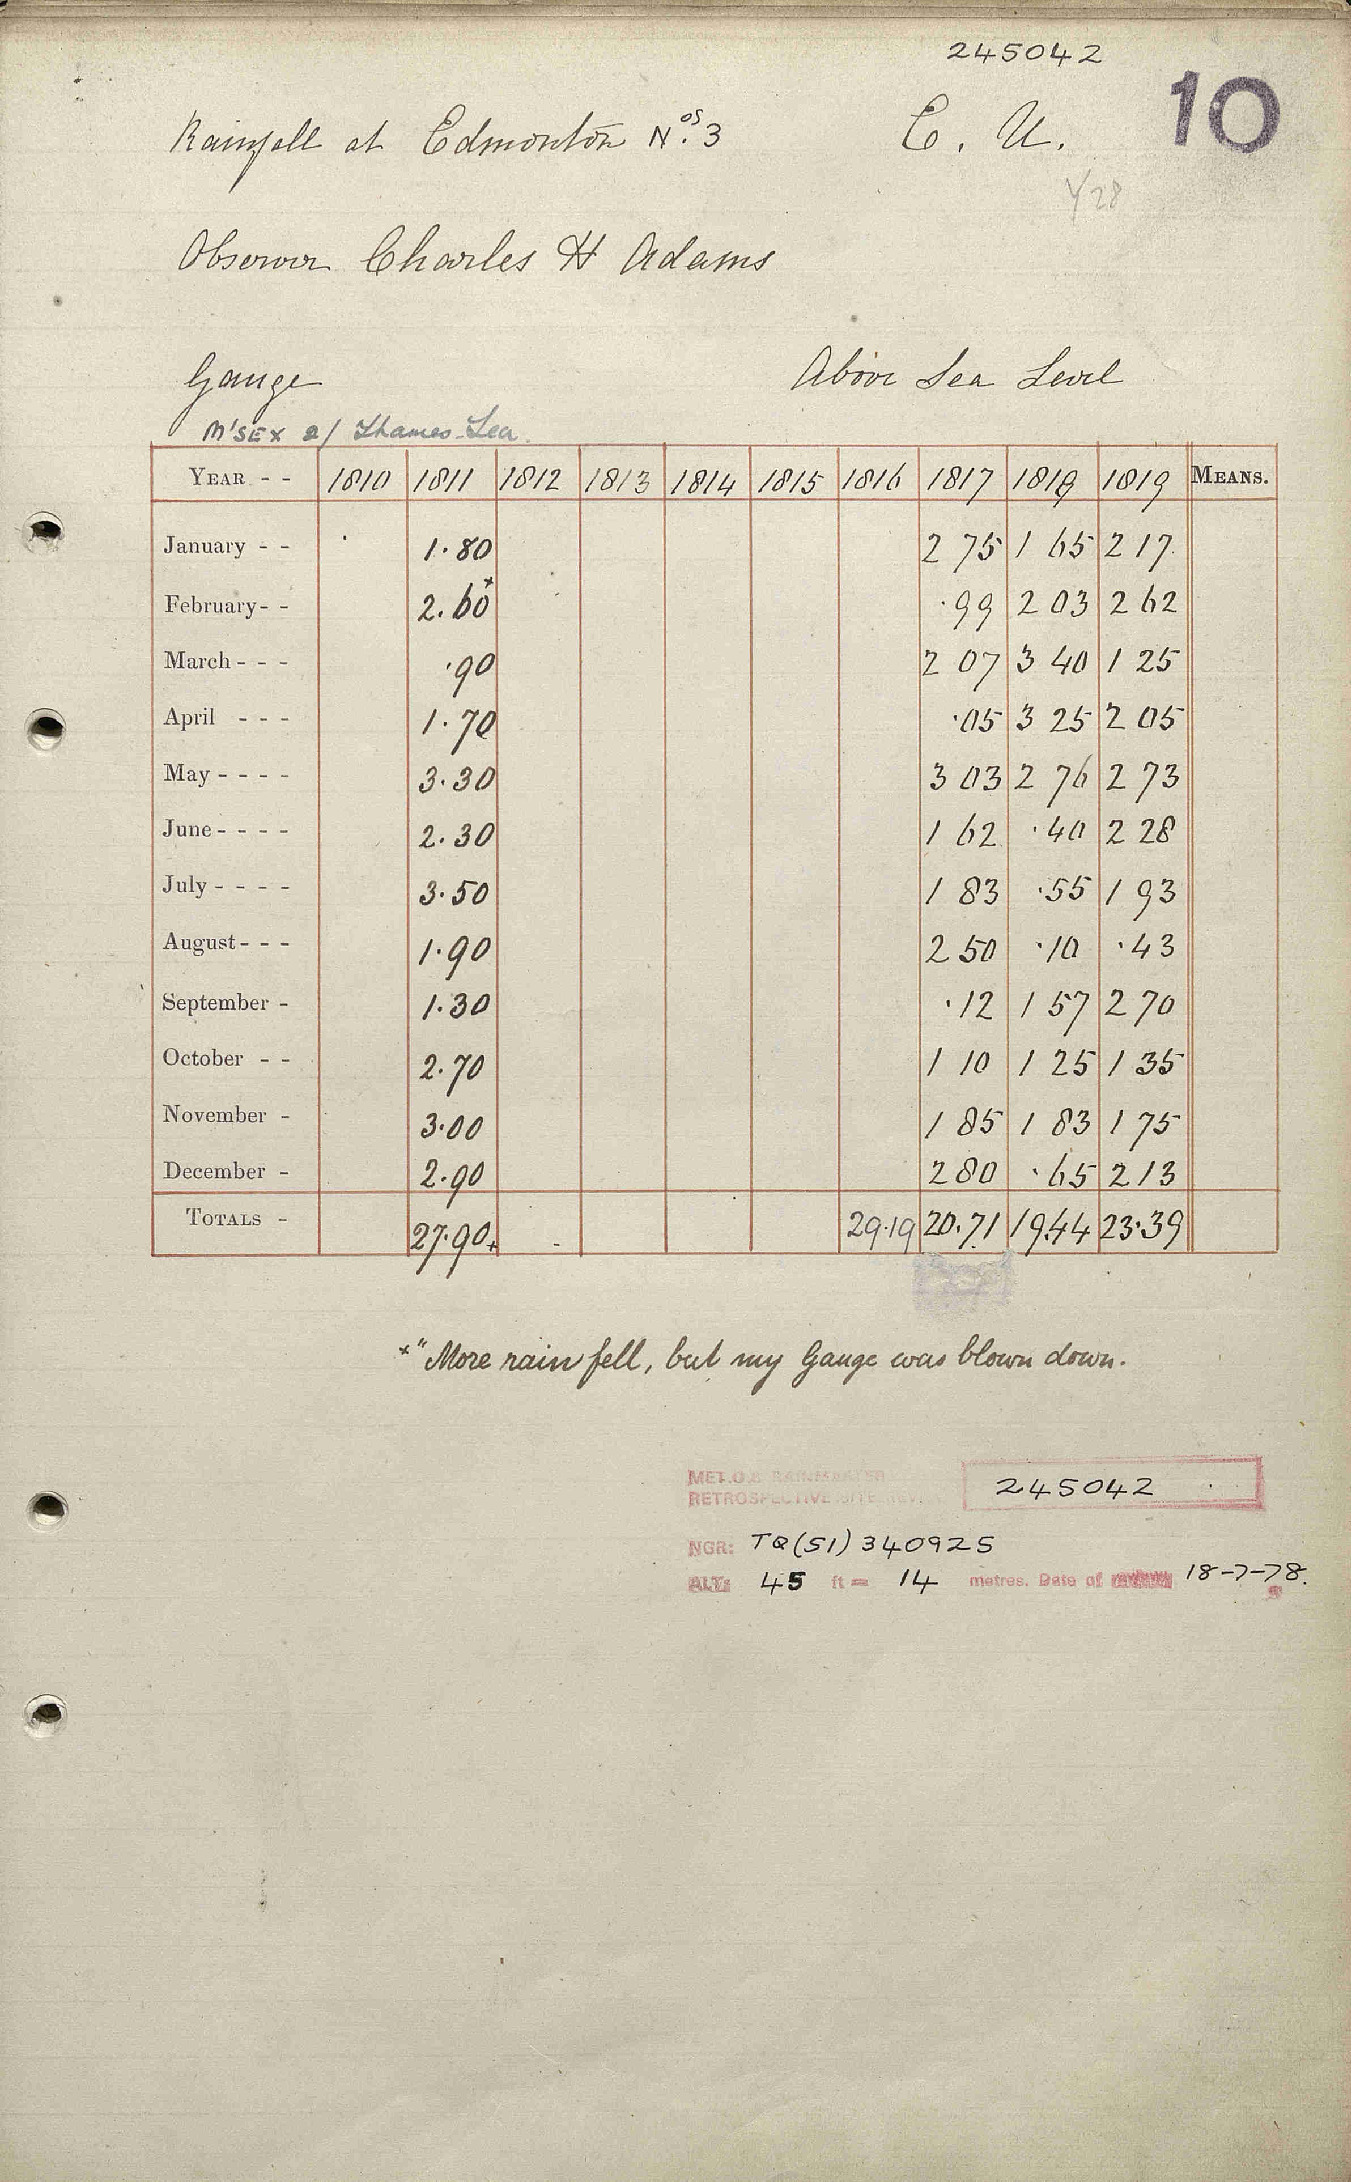 245042
10
Rainfall at Edmonton Nos. 3 C. U.
Y28
Observer Charles H Adams
Gauge Above Sea Level
M'SEX 2/ Thames-Lea.
YEAR - - 1810 1811 1812 1813 1814 1815 1816 1817 1818 1819 MEANS.
January - - 1.80 2 75 1 65 2 17
February - - 2.60* .99 2 03 2 62
March - - - .90 2 07 3 40 1 25
April - - - 1.70 .05 3 25 2 05
May - - - - 3.30 3 03 2 76 2 73
June - - - - 2.30 1 62 .40 2 28
July - - - - 3.50 1 83 .55 1 93
August - - - 1.90 2 50 .10 .43
September - 1.30 .12 1 57 2 70
October - - 2.70 1 10 1 25 1 35
November - 3.00 1 85 1 83 1 75
December - 2.90 2 80 .65 2 13
TOTALS - 27.90+ 29.19 20.71 19.44 23.39
*"More rain fell, but my Gauge was blown down.
MET.O.8 RAINMASTER
RETROSPECTIVE SITE REV. 245042
NGR: TQ(51) 340925
ALT: 45 ft = 14 metres. Date of 18-7-78.